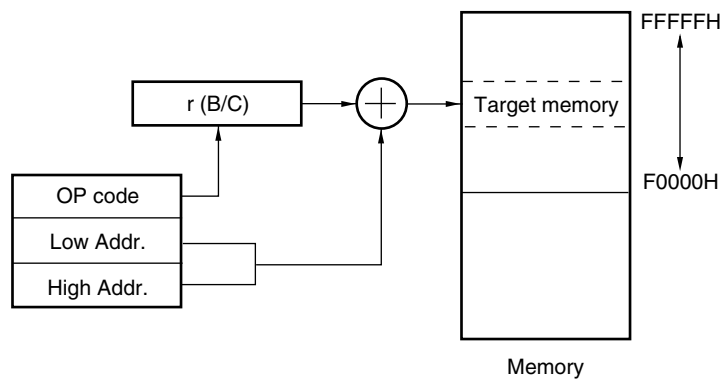 FFFFFH
r (B/C)
Target memory
OP code
F0000H
Low Addr.
High Addr.
Memory